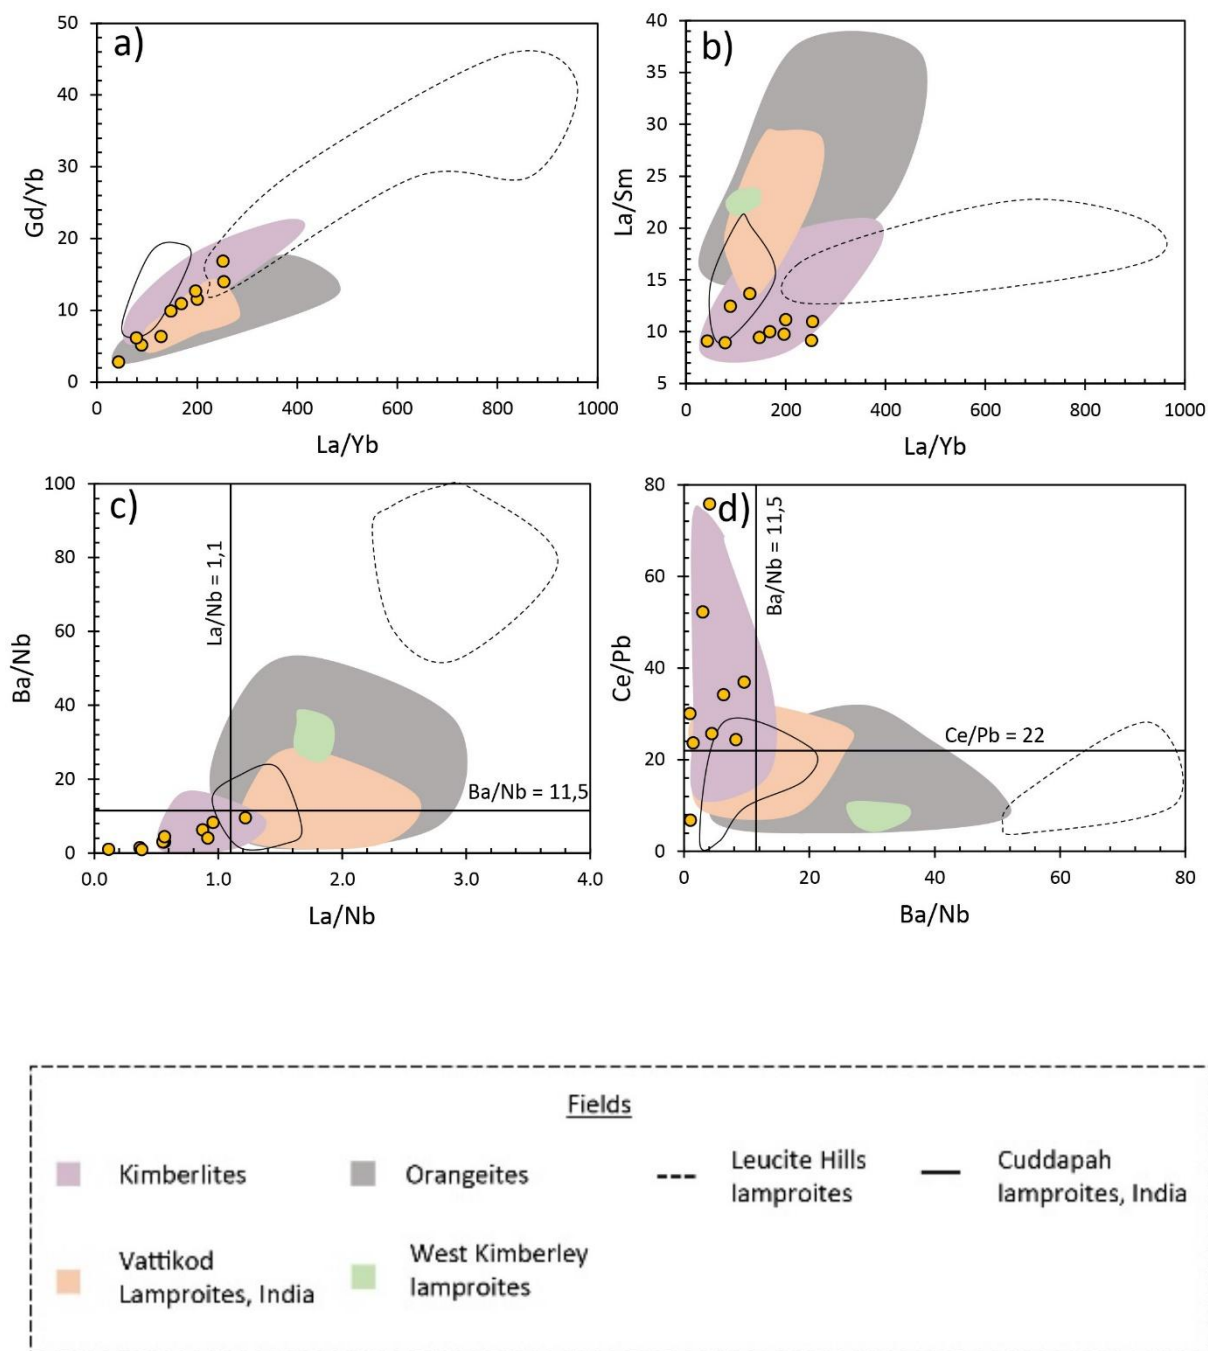 a)
50
40
30
20
10
0
Gd/Yb
0 200 400 600 800 1000
La/Yb
b)
40
35
30
25
20
15
10
5
La/Sm
0 200 400 600 800 1000
La/Yb
c)
100
80
60
40
20
0
Ba/Nb
La/Nb = 1,1
Ba/Nb = 11,5
0.0 1.0 2.0 3.0 4.0
La/Nb
d)
80
60
40
20
0
Ce/Pb
Ba/Nb = 11,5
Ce/Pb = 22
0 20 40 60 80
Ba/Nb
Fields
Kimberlites
Orangeites
Leucite Hills
lamproites
Cuddapah
lamproites, India
Vattikod
Lamproites, India
West Kimberley
lamproites